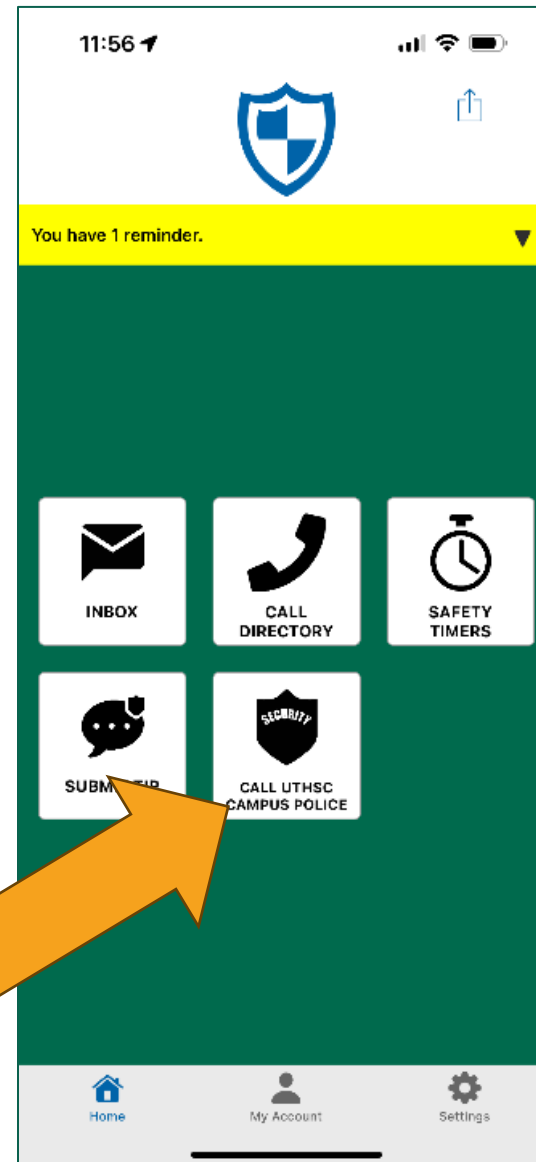 11:56
You have 1 reminder.
INBOX
CALL
DIRECTORY
SAFETY
TIMERS
SECURITY
CALL UTHSC
CAMPUS POLICE
Home
My Account
Settings